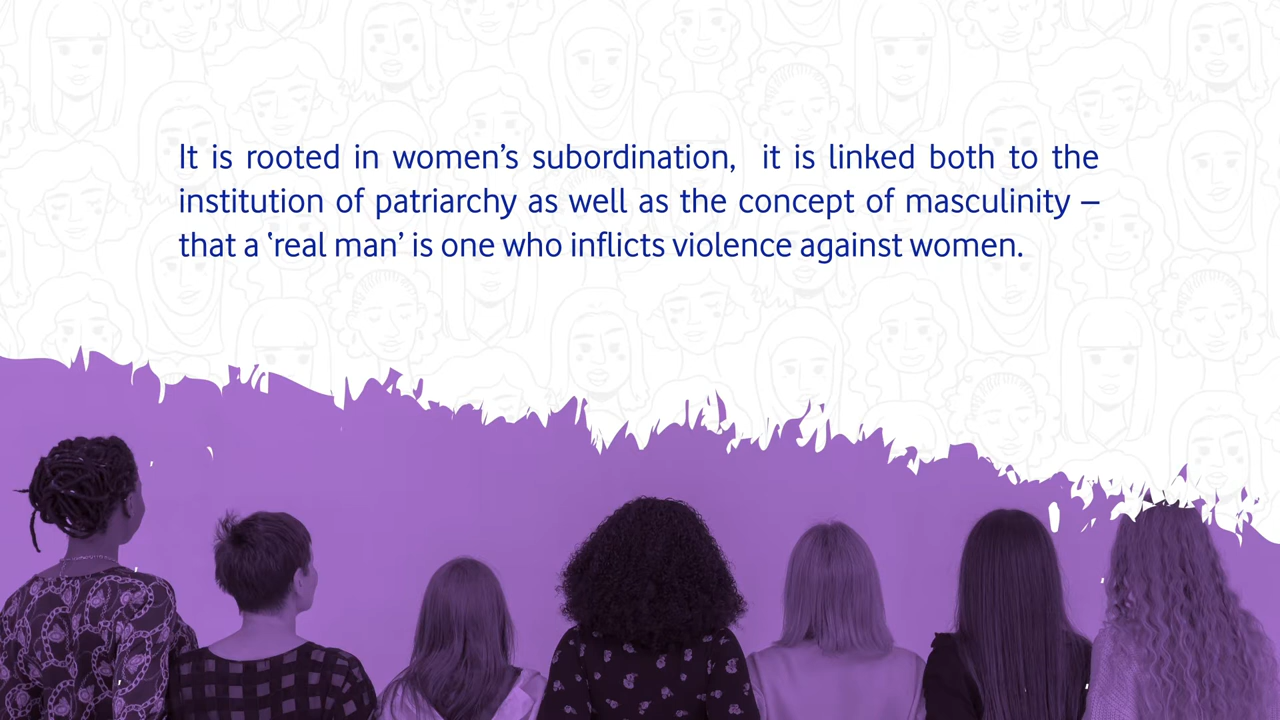 It is rooted in women’s subordination,  it is linked both to the
institution of patriarchy as well as the concept of masculinity –
that a ‘real man’ is one who inflicts violence against women.